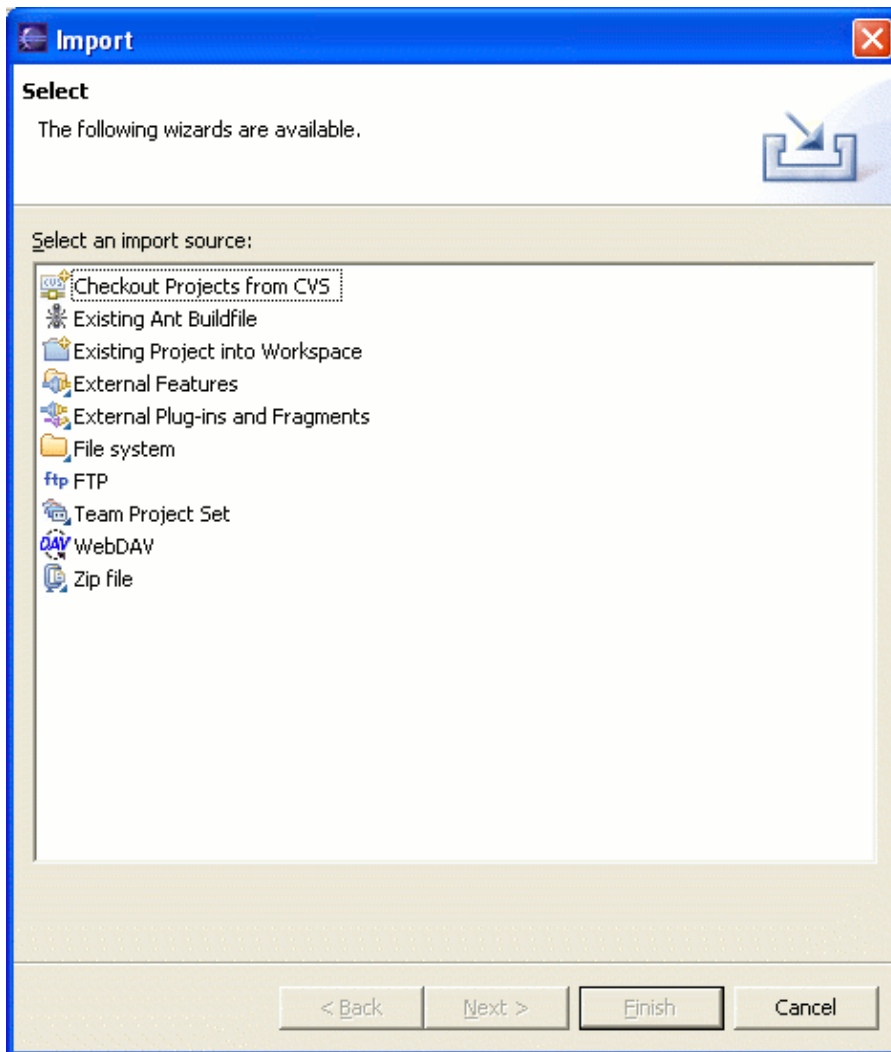 Import
Select
The following wizards are available.
Select an import source:
Checkout Projects from CVS
Existing Ant Buildfile
Existing Project into Workspace
External Features
External Plug-ins and Fragments
File system
ftp FTP
Team Project Set
DAV WebDAV
Zip file
< Back Next > Finish Cancel